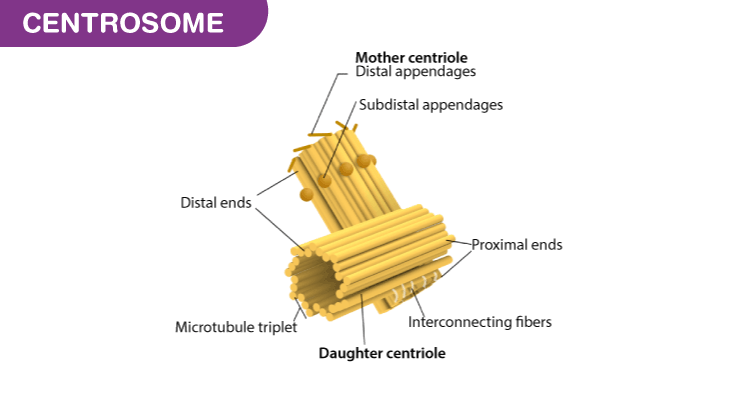 CENTROSOME
Mother centriole
Distal appendages
Subdistal appendages
Distal ends
Proximal ends
Microtubule triplet
Interconnecting fibers
Daughter centriole